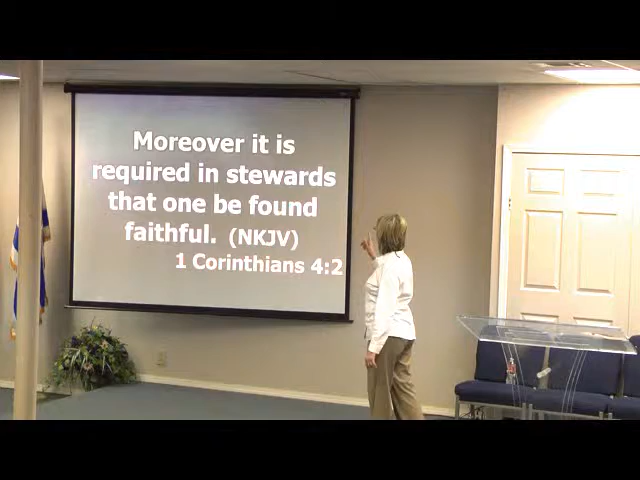 Moreover it is
required in stewards
that one be found
faithful. (NKJV)
1 Corinthians 4:2